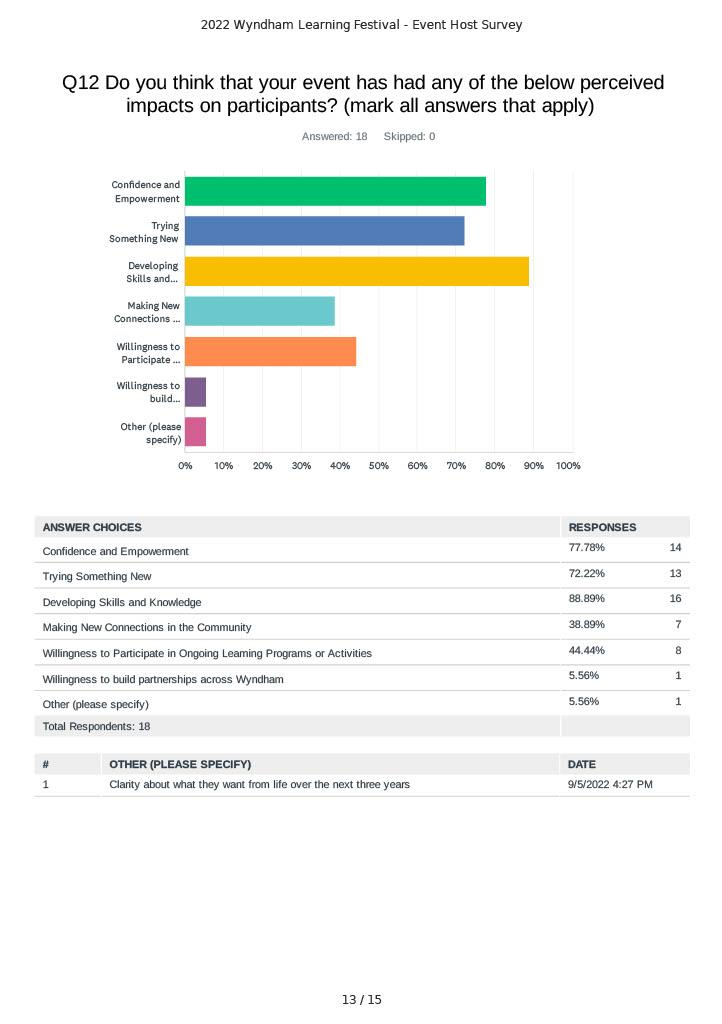 2022 Wyndham Learning Festival - Event Host Survey
Q12 Do you think that your event has had any of the below perceived
impacts on participants? (mark all answers that apply)
Answered: 18 Skipped: 0
Confidence and
Empowerment
Trying
Something New
Developing
Skills and...
Making New
Connections ...
Willingness to
Participate ...
Willingness to
build...
Other (please
specify)
0% 10% 20% 30% 40% 50% 60% 70% 80% 90% 100%
ANSWER CHOICES RESPONSES
Confidence and Empowerment 77.78% 14
Trying Something New 72.22% 13
Developing Skills and Knowledge 88.89% 16
Making New Connections in the Community 38.89% 7
Willingness to Participate in Ongoing Learning Programs or Activities 44.44% 8
Willingness to build partnerships across Wyndham 5.56% 1
Other (please specify) 5.56% 1
Total Respondents: 18
# OTHER (PLEASE SPECIFY) DATE
1 Clarity about what they want from life over the next three years 9/5/2022 4:27 PM
13 / 15